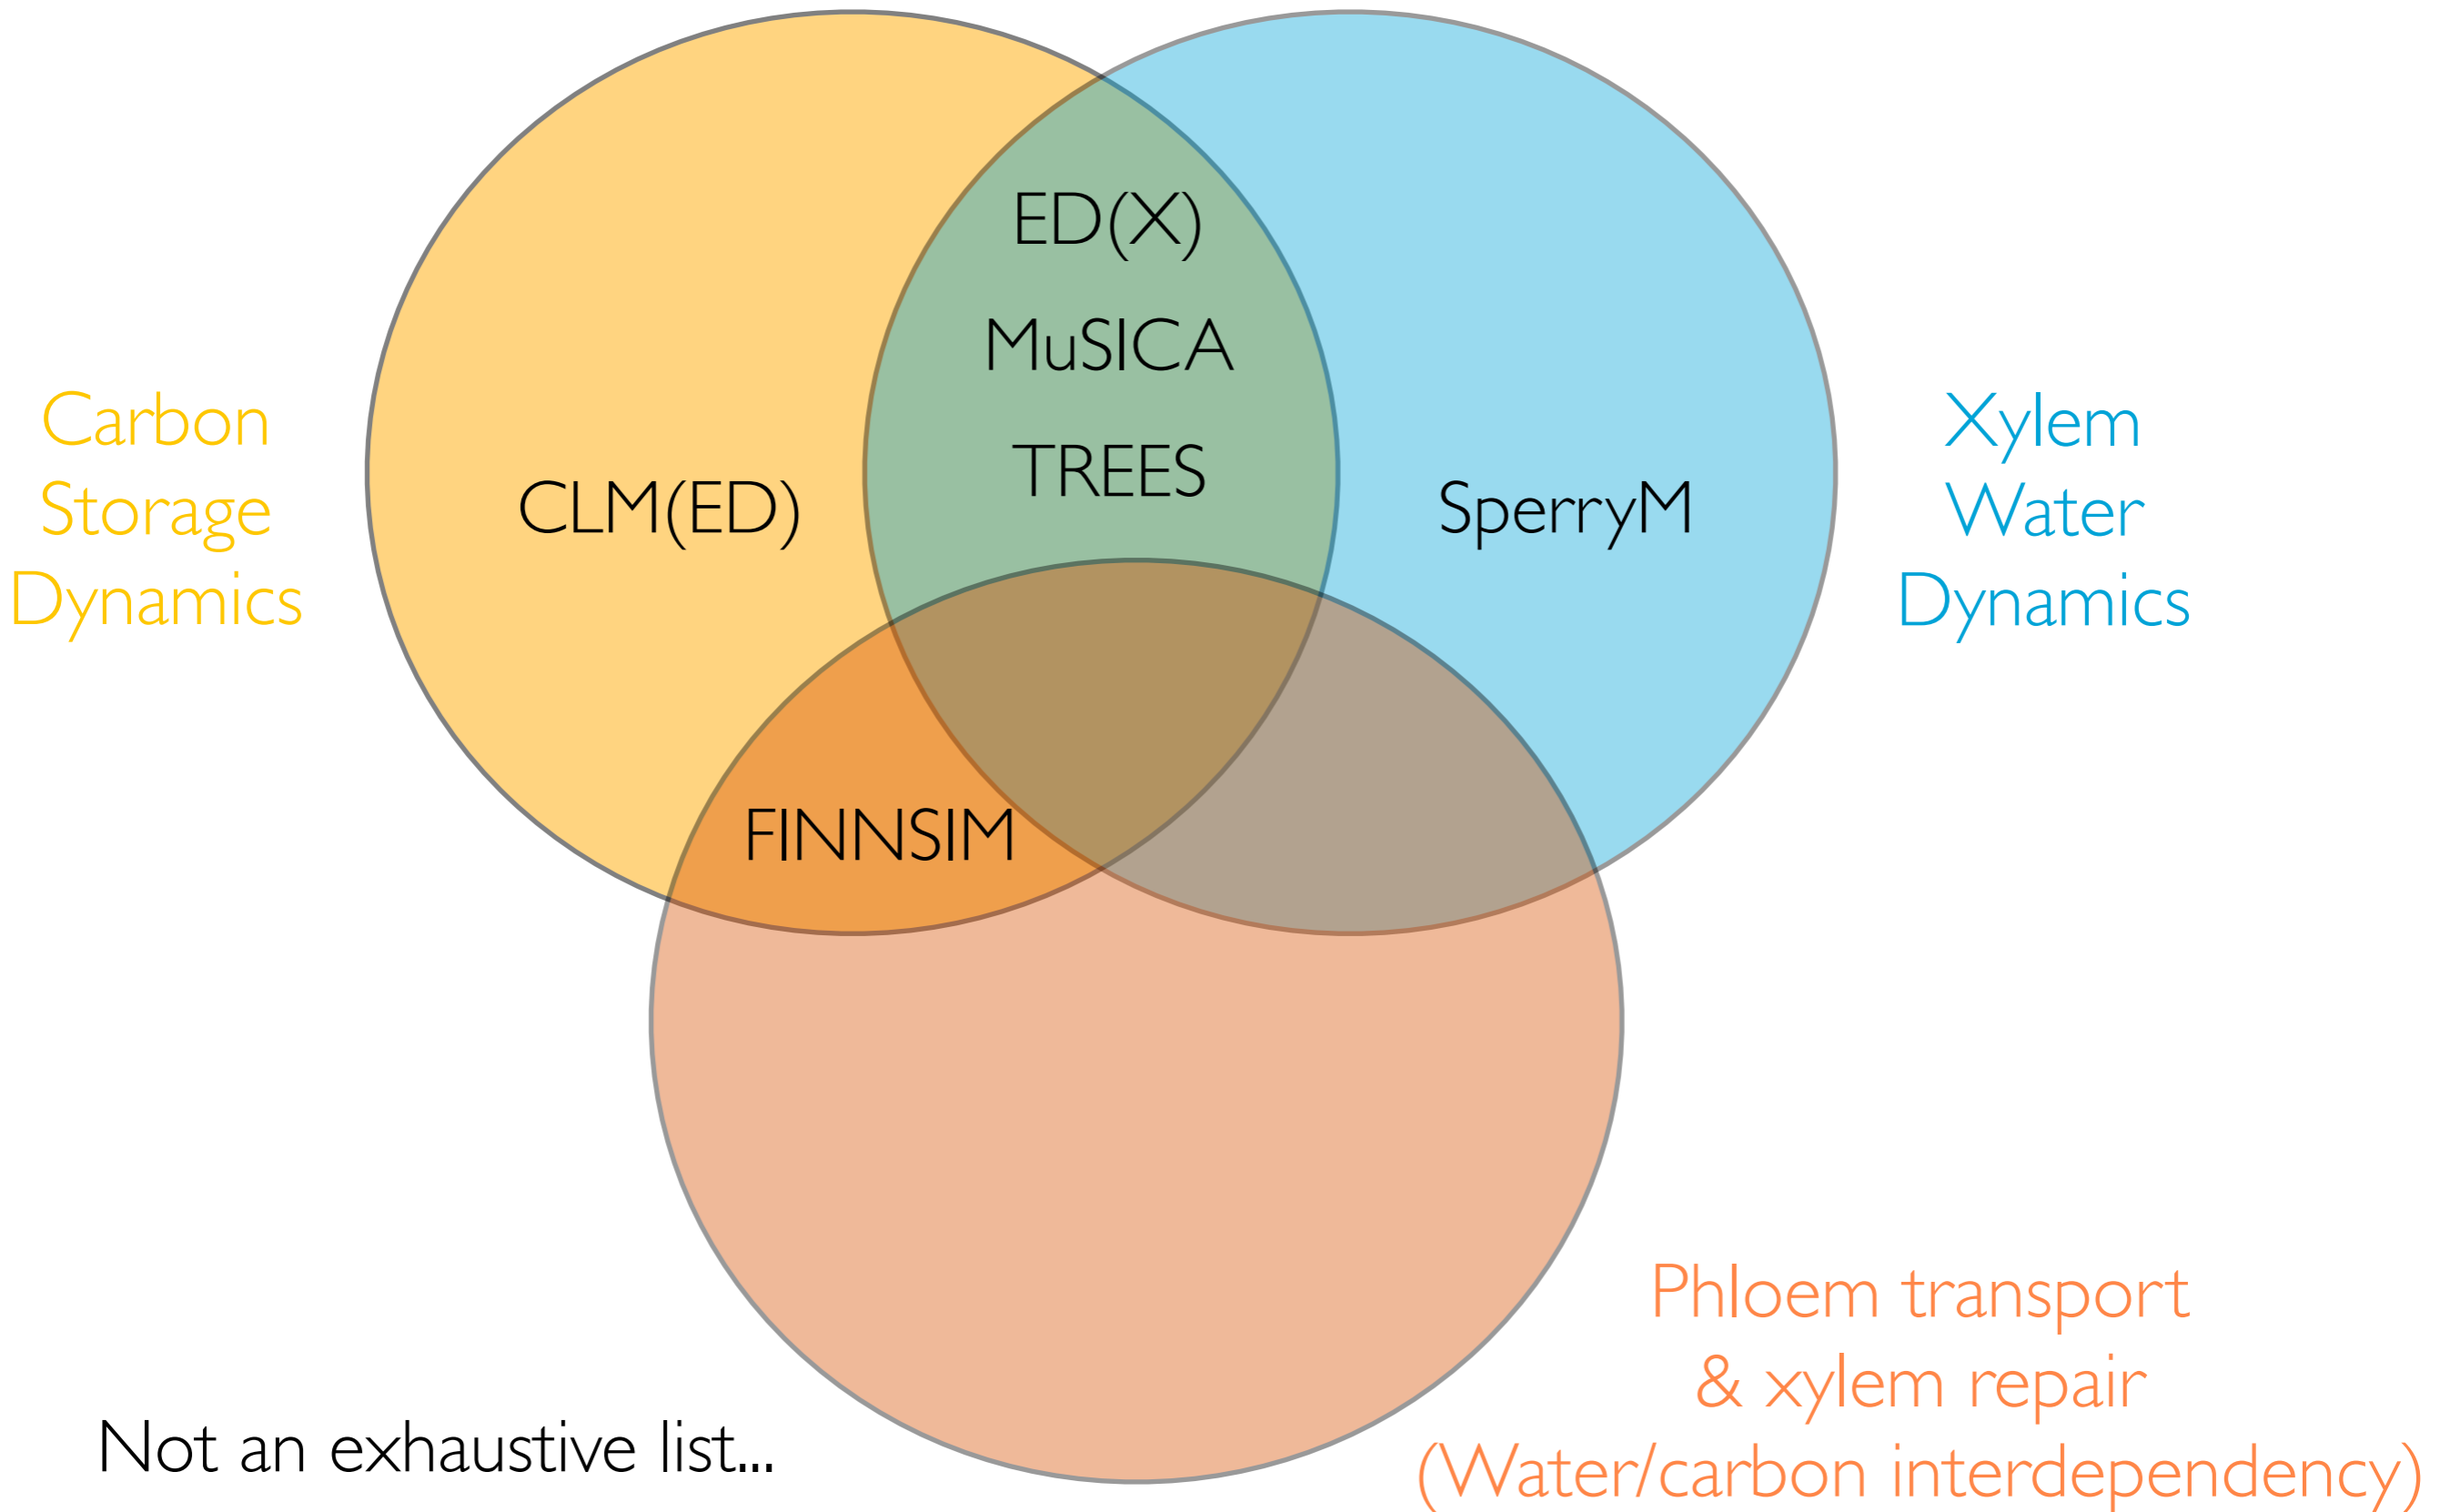 ED(X)
MuSICA
TREES
Carbon
Storage
Dynamics
CLM(ED)
SperryM
Xylem
Water
Dynamics
FINNSIM
Phloem transport
& xylem repair
(Water/carbon interdependency)
Not an exhaustive list...